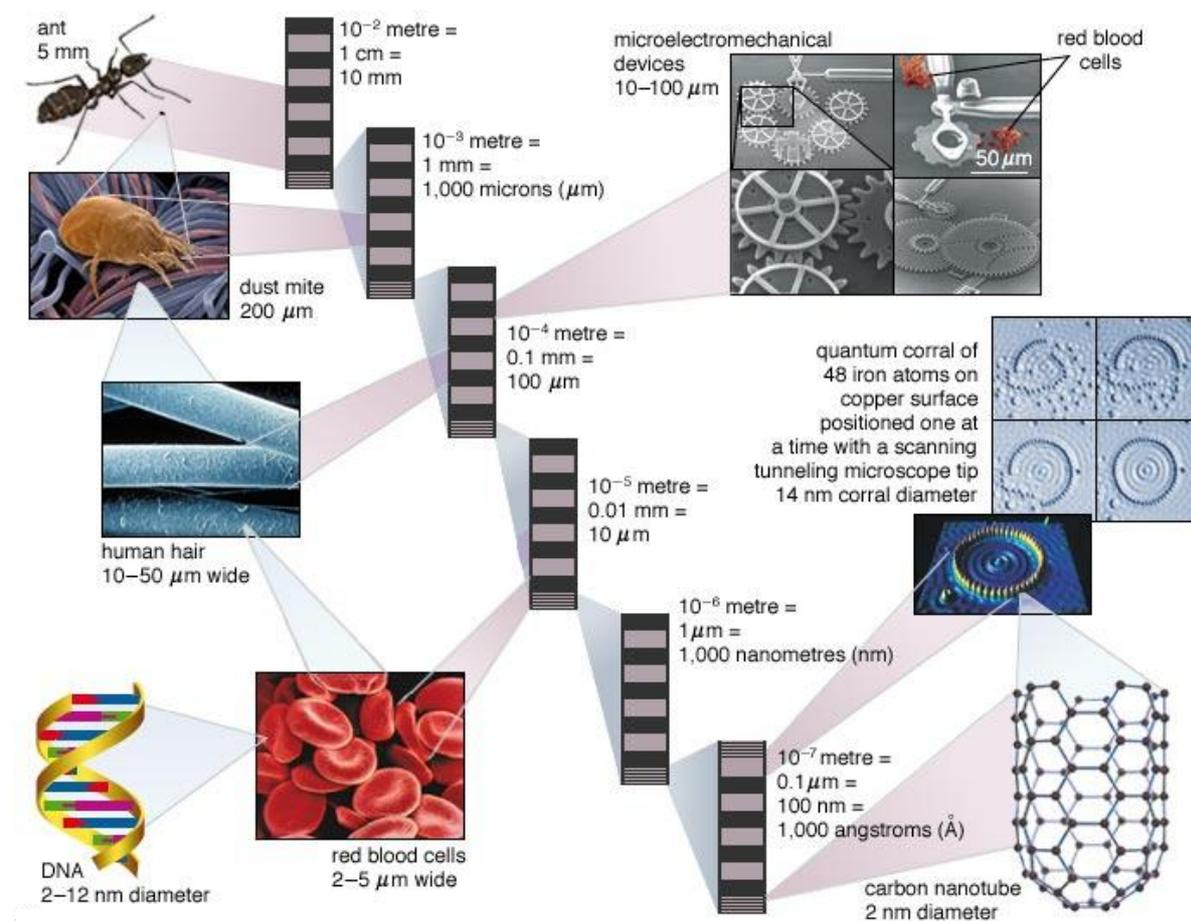 ant
5 mm
10⁻² metre =
1 cm =
10 mm
microelectromechanical
devices
10–100 μm
red blood
cells
50 μm
10⁻³ metre =
1 mm =
1,000 microns (μm)
dust mite
200 μm
10⁻⁴ metre =
0.1 mm =
100 μm
quantum corral of
48 iron atoms on
copper surface
positioned one at
a time with a scanning
tunneling microscope tip
14 nm corral diameter
human hair
10–50 μm wide
10⁻⁵ metre =
0.01 mm =
10 μm
10⁻⁶ metre =
1 μm =
1,000 nanometres (nm)
DNA
2–12 nm diameter
red blood cells
2–5 μm wide
10⁻⁷ metre =
0.1 μm =
100 nm =
1,000 angstroms (Å)
carbon nanotube
2 nm diameter